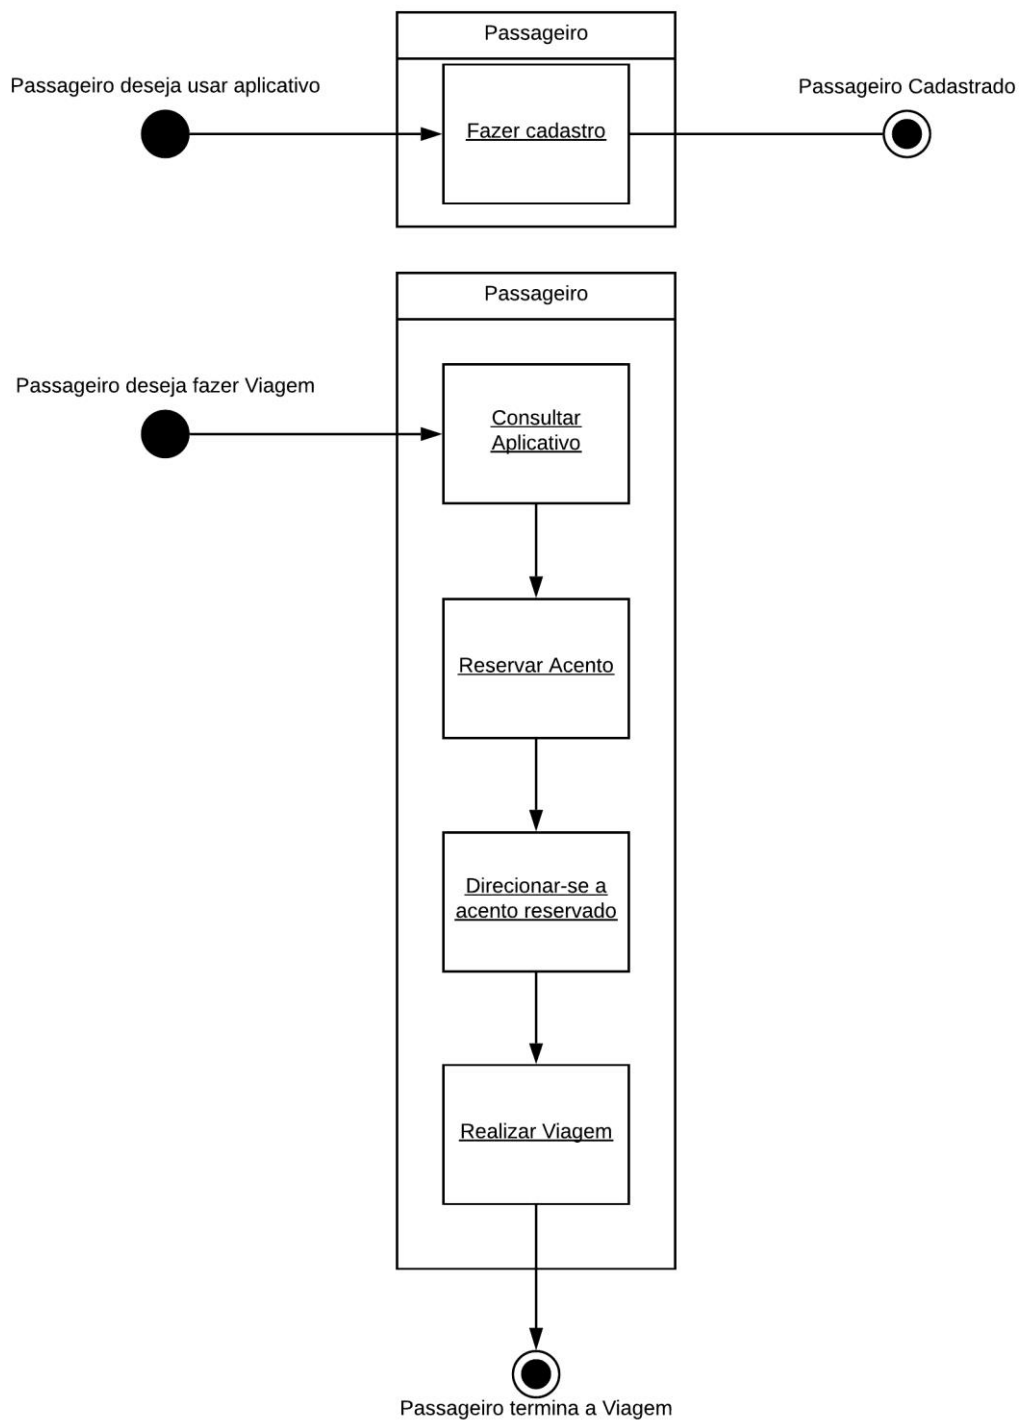 Passageiro
Passageiro deseja usar aplicativo
Passageiro Cadastrado
Fazer cadastro
Passageiro
Passageiro deseja fazer Viagem
Consultar
Aplicativo
Reservar Acento
Direcionar-se a
acento reservado
Realizar Viagem
Passageiro termina a Viagem